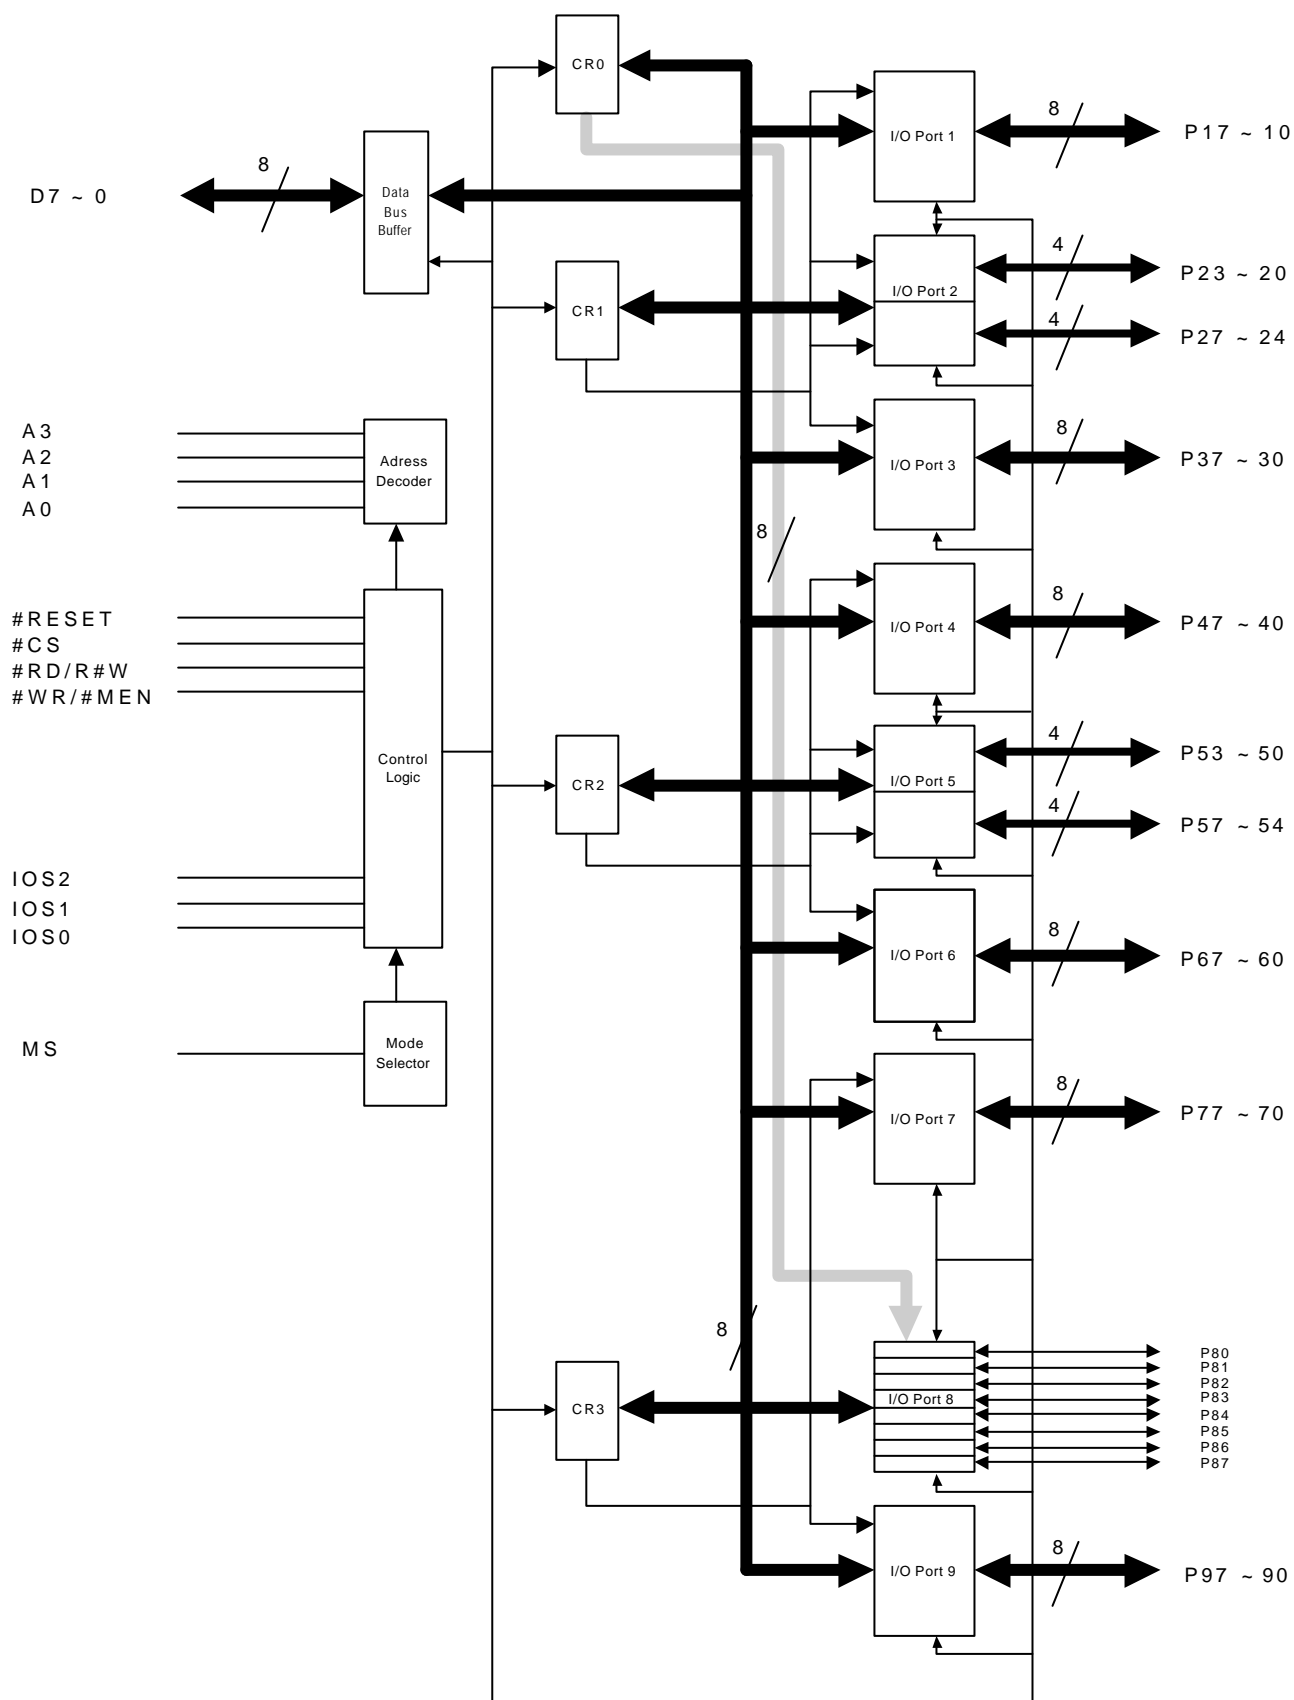 CR0
I/O Port 1
8
P17 ~ 10
D7 ~ 0
8
Data
Bus
Buffer
4
P23 ~ 20
CR1
I/O Port 2
4
P27 ~ 24
A3
A2
A1
A0
Adress
Decoder
8
I/O Port 3
P37 ~ 30
8
#RESET
#CS
#RD/R#W
#WR/#MEN
8
I/O Port 4
P47 ~ 40
Control
Logic
4
P53 ~ 50
CR2
I/O Port 5
4
P57 ~ 54
IOS2
IOS1
IOS0
8
I/O Port 6
P67 ~ 60
MS
Mode
Selector
8
I/O Port 7
P77 ~ 70
8
CR3
I/O Port 8
P80
P81
P82
P83
P84
P85
P86
P87
8
I/O Port 9
P97 ~ 90